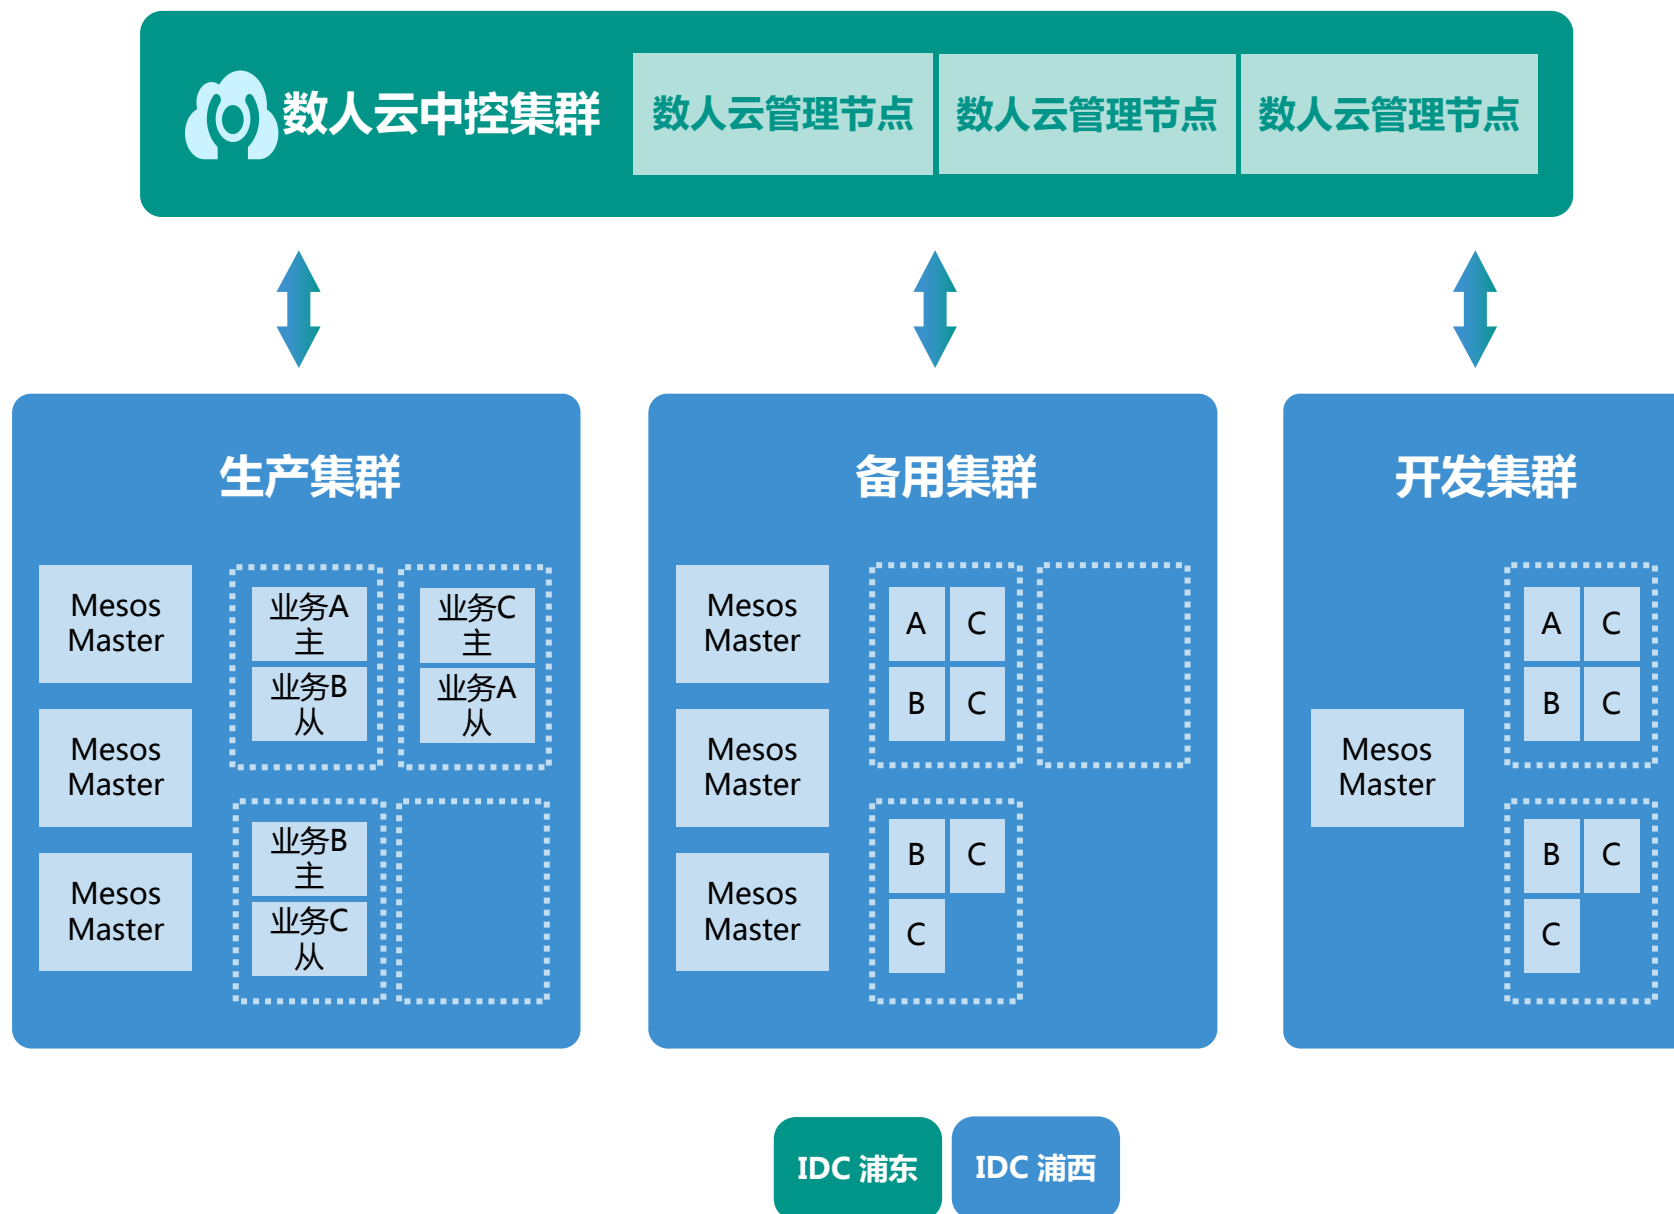 数人云中控集群
数人云管理节点
数人云管理节点
数人云管理节点
生产集群
Mesos
Master
Mesos
Master
Mesos
Master
业务A
主
业务B
从
业务C
主
业务A
从
业务B
主
业务C
从
备用集群
Mesos
Master
Mesos
Master
Mesos
Master
A
C
B
C
B
C
C
开发集群
Mesos
Master
A
C
B
C
B
C
C
IDC 浦东
IDC 浦西